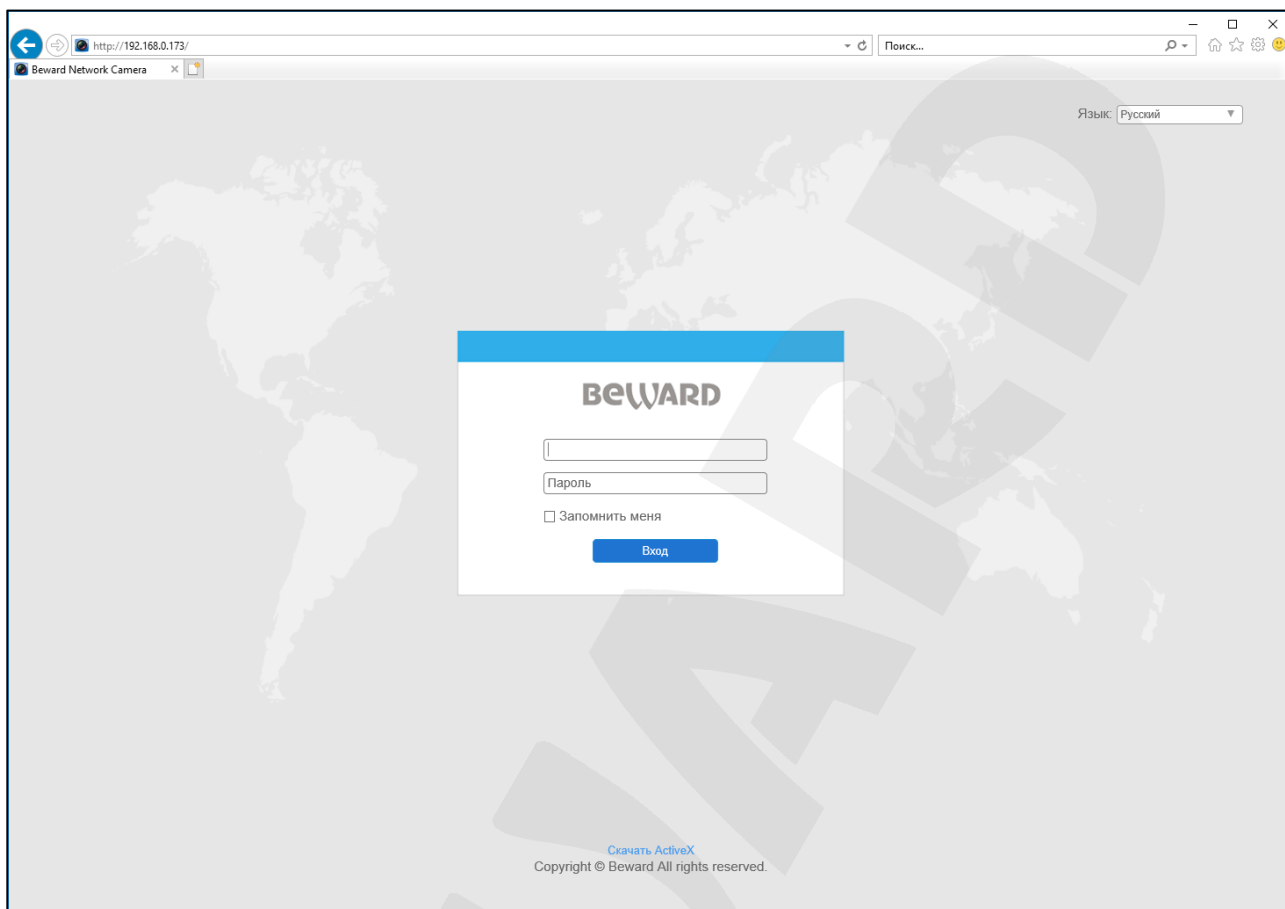 http://192.168.0.173/
Поиск...
Beward Network Camera
Язык: Русский
BEWARD
Пароль
Запомнить меня
Вход
Скачать ActiveX
Copyright © Beward All rights reserved.